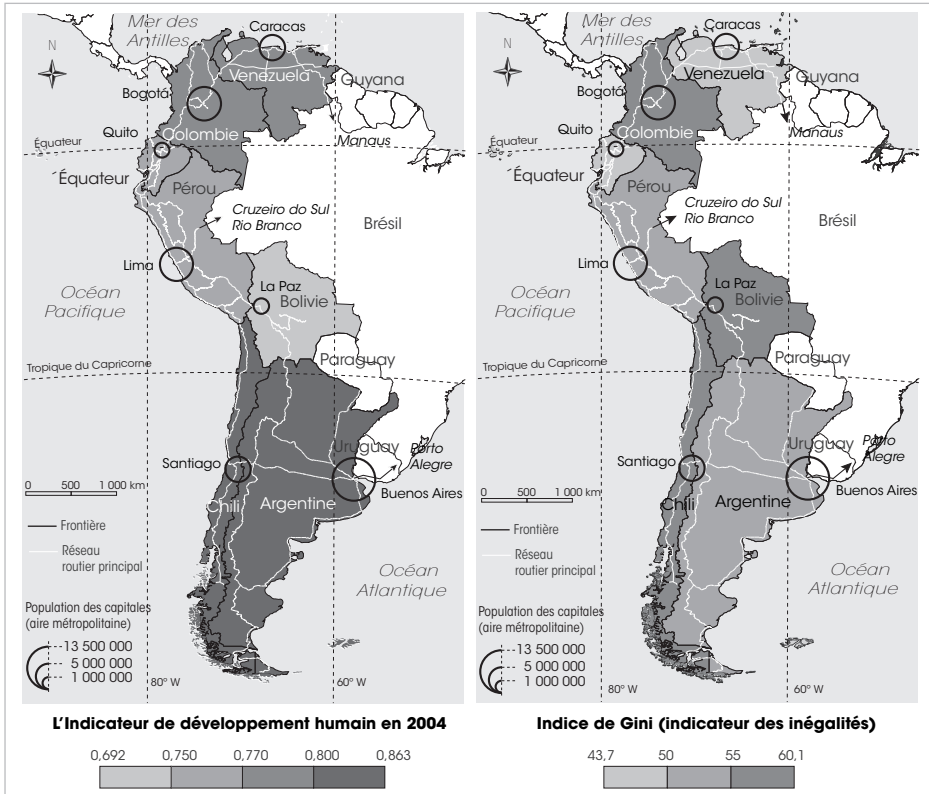 Mer des
Antilles
Caracas
N
Venezuela
Guyana
Bogotá
Quito
Colombie
Manaus
Équateur
´Équateur
Pérou
Cruzeiro do Sul
Rio Branco
Brésil
Lima
La Paz
Bolivie
Océan
Pacifique
Paraguay
Tropique du Capricorne
Uruguay
Porto
Alegre
Santiago
Buenos Aires
0 500 1 000 km
Chili
Argentine
Frontière
Réseau
routier principal
Océan
Atlantique
Population des capitales
(aire métropolitaine)
13 500 000
5 000 000
1 000 000
80° W
60° W
L'Indicateur de développement humain en 2004
0,692 0,750 0,770 0,800 0,863
Mer des
Antilles
Caracas
N
Venezuela
Guyana
Bogotá
Quito
Colombie
Manaus
Équateur
´Équateur
Pérou
Cruzeiro do Sul
Rio Branco
Brésil
Lima
La Paz
Bolivie
Océan
Pacifique
Paraguay
Tropique du Capricorne
Uruguay
Porto
Alegre
Santiago
Buenos Aires
0 500 1 000 km
Chili
Argentine
Frontière
Réseau
routier principal
Océan
Atlantique
Population des capitales
(aire métropolitaine)
13 500 000
5 000 000
1 000 000
80° W
60° W
Indice de Gini (indicateur des inégalités)
43,7 50 55 60,1